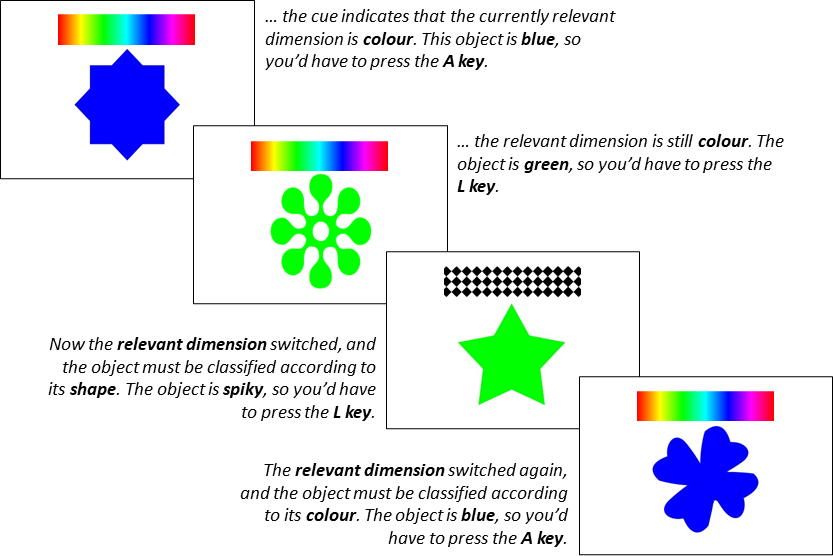 … the cue indicates that the currently relevant
dimension is colour. This object is blue, so
you’d have to press the A key.
… the relevant dimension is still colour. The
object is green, so you’d have to press the
L key.
Now the relevant dimension switched, and
the object must be classified according to
its shape. The object is spiky, so you’d have
to press the L key.
The relevant dimension switched again,
and the object must be classified according
to its colour. The object is blue, so you’d
have to press the A key.